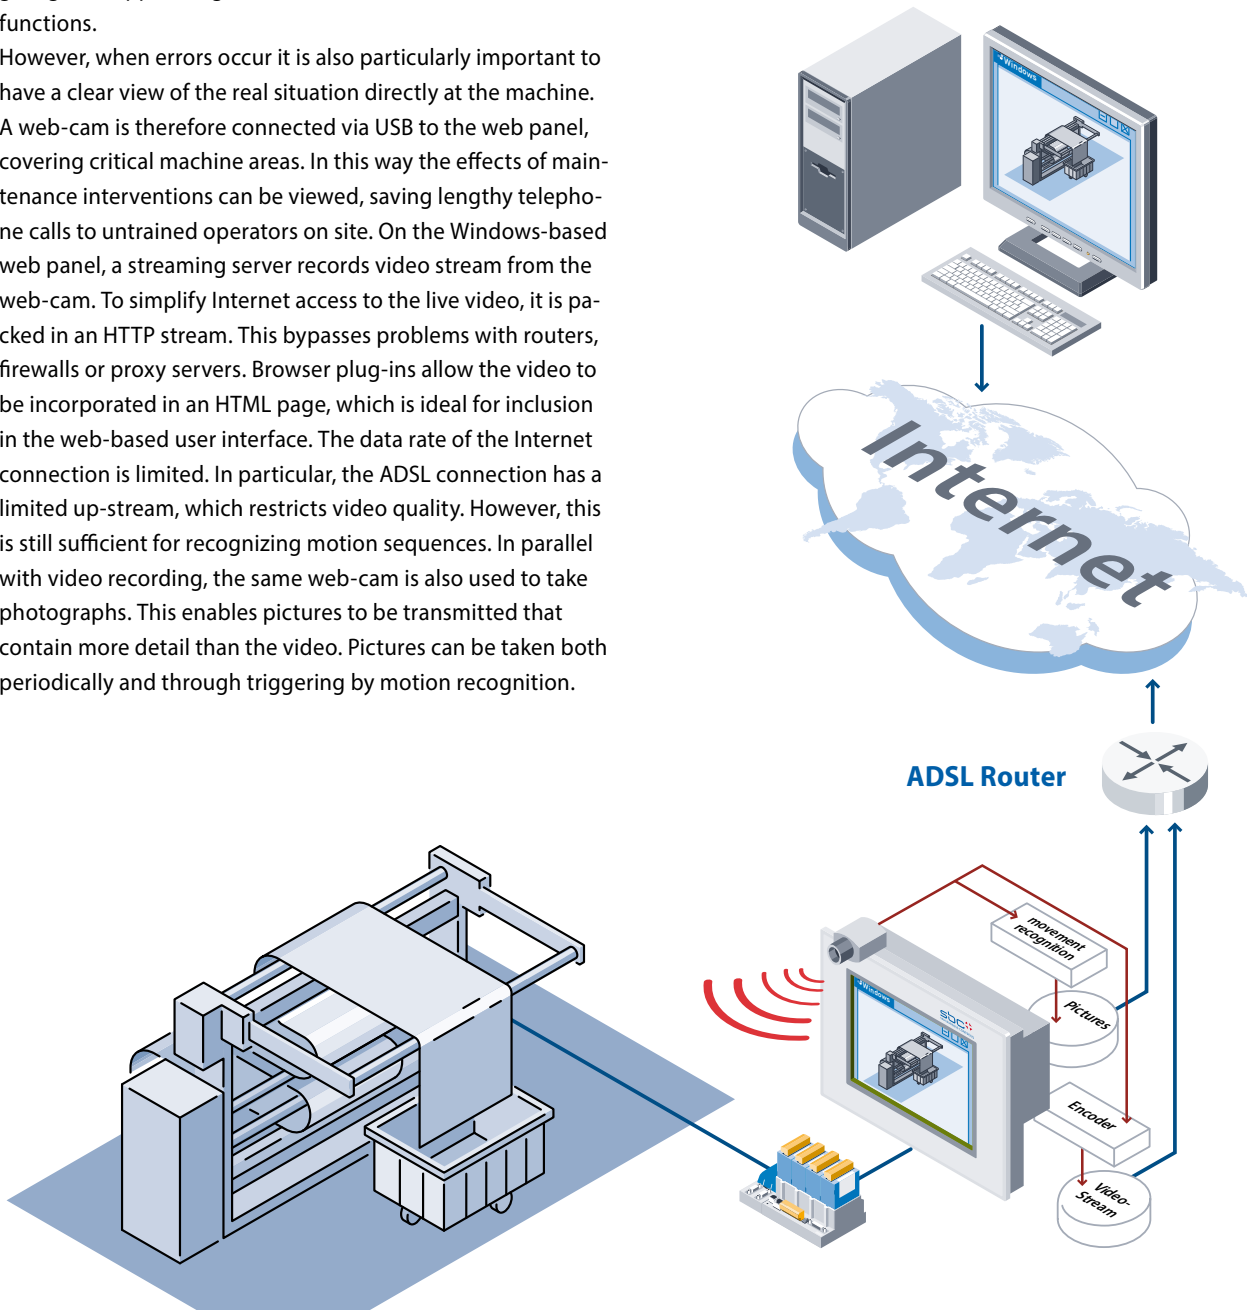 functions.
However, when errors occur it is also particularly important to
have a clear view of the real situation directly at the machine.
A web-cam is therefore connected via USB to the web panel,
covering critical machine areas. In this way the effects of main-
tenance interventions can be viewed, saving lengthy telepho-
ne calls to untrained operators on site. On the Windows-based
web panel, a streaming server records video stream from the
web-cam. To simplify Internet access to the live video, it is pa-
cked in an HTTP stream. This bypasses problems with routers,
firewalls or proxy servers. Browser plug-ins allow the video to
be incorporated in an HTML page, which is ideal for inclusion
in the web-based user interface. The data rate of the Internet
connection is limited. In particular, the ADSL connection has a
limited up-stream, which restricts video quality. However, this
is still sufficient for recognizing motion sequences. In parallel
with video recording, the same web-cam is also used to take
photographs. This enables pictures to be transmitted that
contain more detail than the video. Pictures can be taken both
periodically and through triggering by motion recognition.
Windows
Internet
ADSL Router
movement
recognition
Pictures
Windows
sbc
Encoder
Video-
Stream